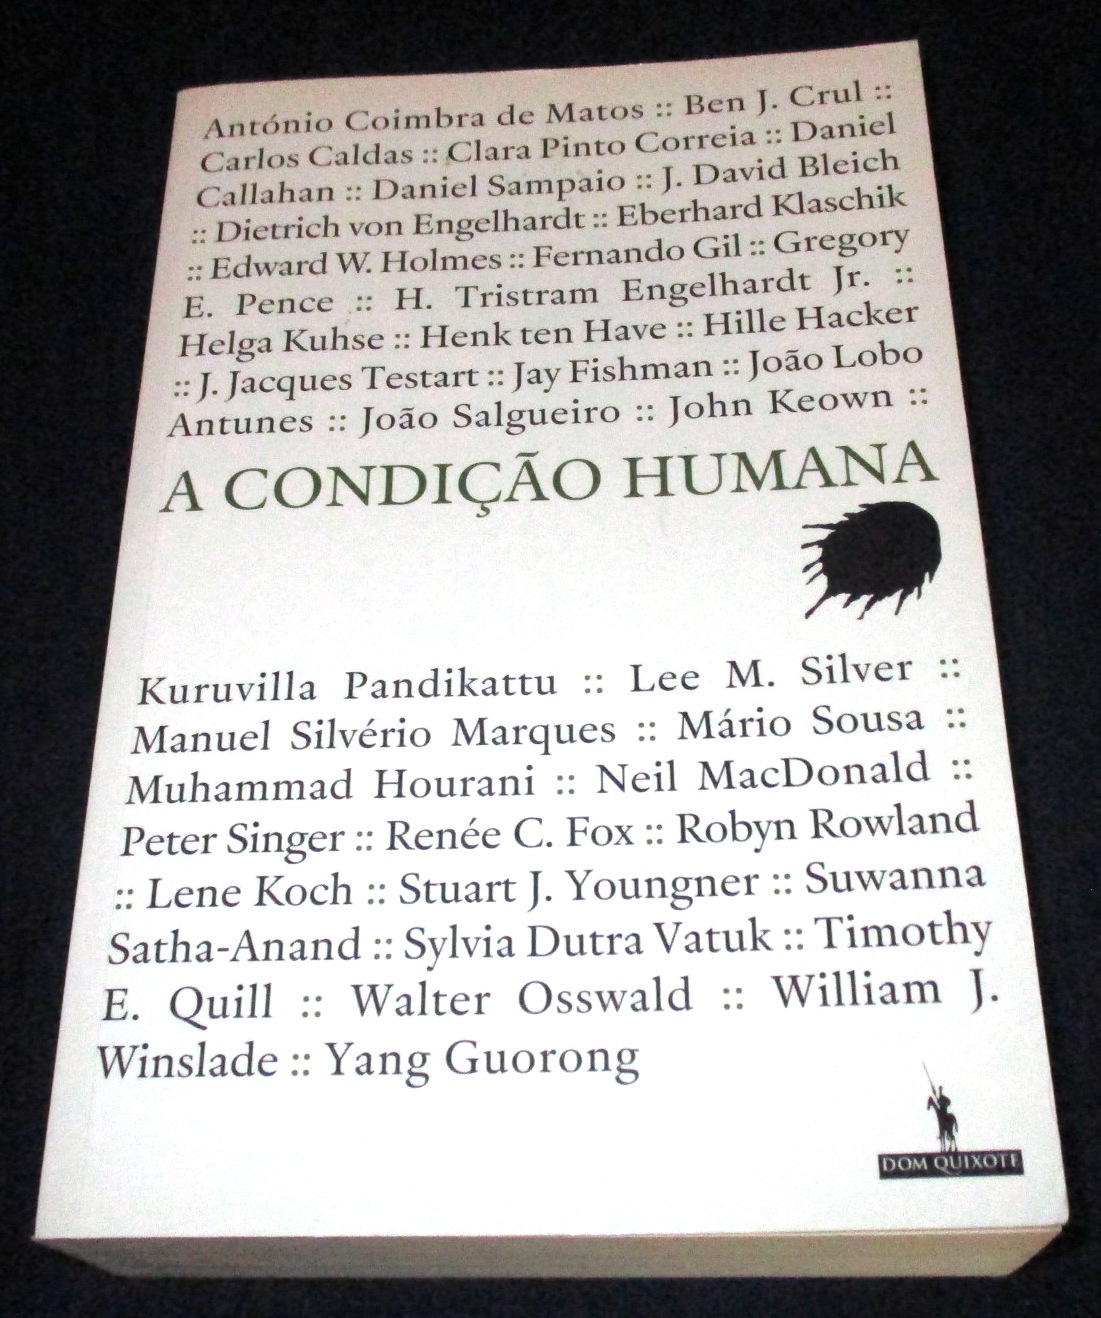 António Coimbra de Matos :: Ben J. Crul ::
Carlos Caldas :: Clara Pinto Correia :: Daniel
Callahan :: Daniel Sampaio :: J. David Bleich
:: Dietrich von Engelhardt :: Eberhard Klaschik
:: Edward W. Holmes :: Fernando Gil :: Gregory
E. Pence :: H. Tristram Engelhardt Jr. ::
Helga Kuhse :: Henk ten Have :: Hille Hacker
:: J. Jacques Testart :: Jay Fishman :: João Lobo
Antunes :: João Salgueiro :: John Keown ::
A CONDIÇÃO HUMANA
Kuruvilla Pandikattu :: Lee M. Silver ::
Manuel Silvério Marques :: Mário Sousa ::
Muhammad Hourani :: Neil MacDonald ::
Peter Singer :: Renée C. Fox :: Robyn Rowland
:: Lene Koch :: Stuart J. Youngner :: Suwanna
Satha-Anand :: Sylvia Dutra Vatuk :: Timothy
E. Quill :: Walter Osswald :: William J.
Winslade :: Yang Guorong
DOM QUIXOTE